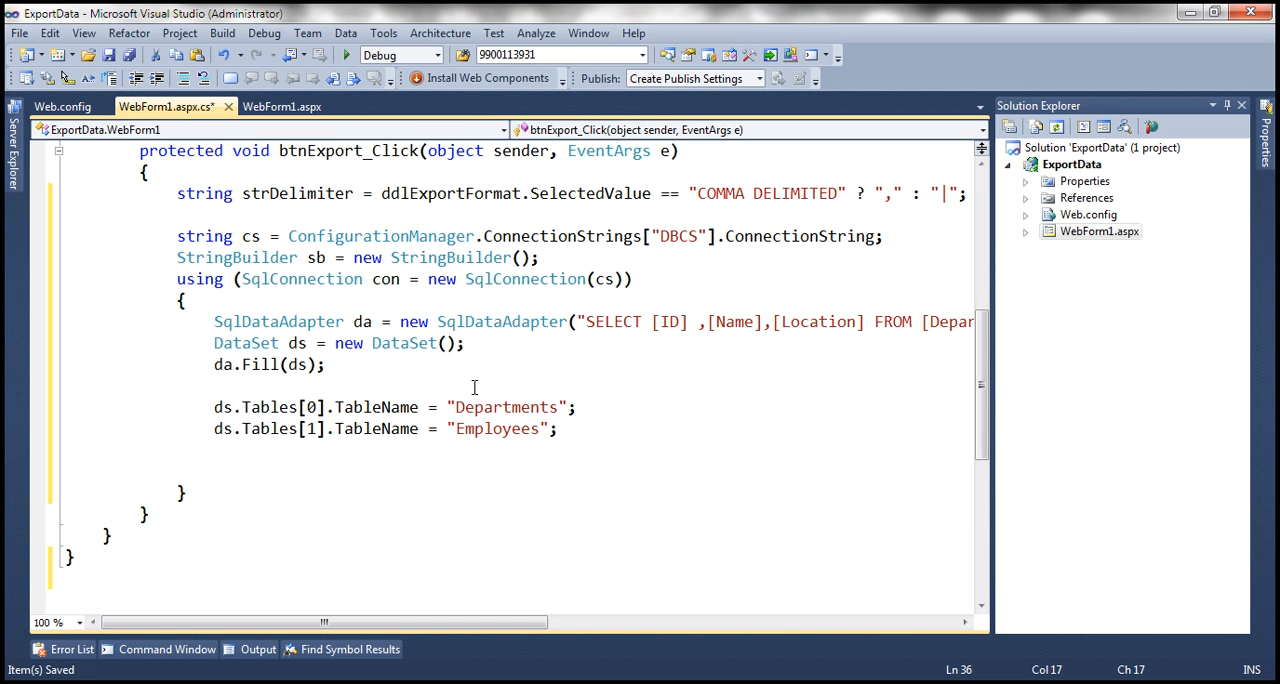 ExportData - Microsoft Visual Studio (Administrator)
File Edit View Refactor Project Build Debug Team Data Tools Architecture Test Analyze Window Help
Debug 9900113931
Install Web Components Publish: Create Publish Settings
Web.config WebForm1.aspx.cs* WebForm1.aspx
ExportData.WebForm1 btnExport_Click(object sender, EventArgs e)
protected void btnExport_Click(object sender, EventArgs e)
{
string strDelimiter = ddlExportFormat.SelectedValue == "COMMA DELIMITED" ? "," : "|";
string cs = ConfigurationManager.ConnectionStrings["DBCS"].ConnectionString;
StringBuilder sb = new StringBuilder();
using (SqlConnection con = new SqlConnection(cs))
{
SqlDataAdapter da = new SqlDataAdapter("SELECT [ID] ,[Name],[Location] FROM [Depar
DataSet ds = new DataSet();
da.Fill(ds);
ds.Tables[0].TableName = "Departments";
ds.Tables[1].TableName = "Employees";
}
}
}
}
100 %
Server Explorer
Solution Explorer
Solution 'ExportData' (1 project)
ExportData
Properties
References
Web.config
WebForm1.aspx
Properties
Error List Command Window Output Find Symbol Results
Item(s) Saved Ln 36 Col 17 Ch 17 INS